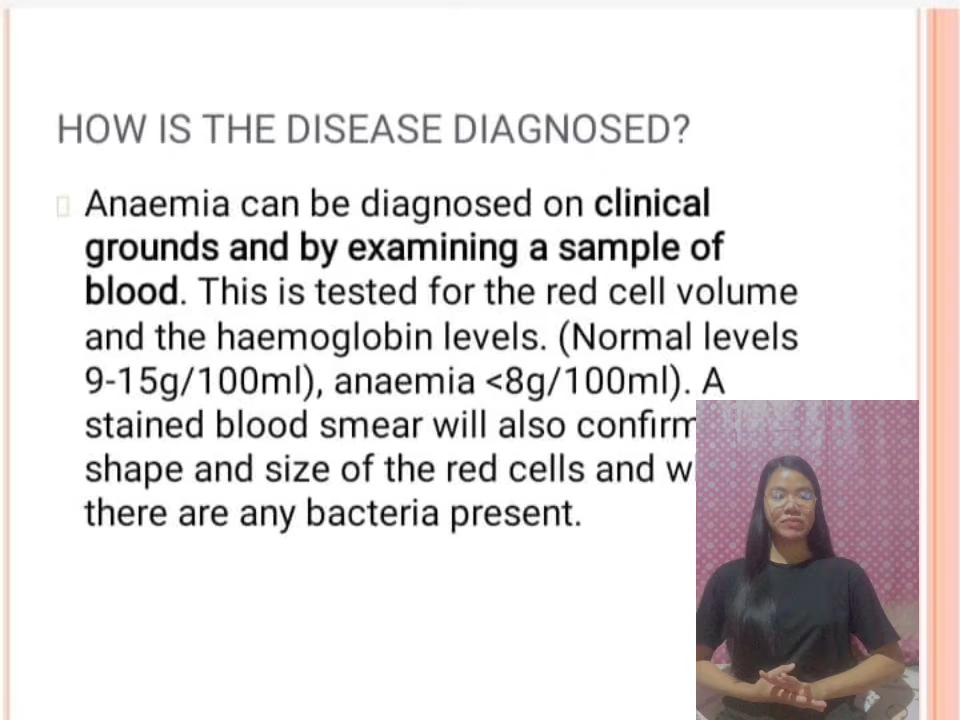 HOW IS THE DISEASE DIAGNOSED?
Anaemia can be diagnosed on clinical
grounds and by examining a sample of
blood. This is tested for the red cell volume
and the haemoglobin levels. (Normal levels
9-15g/100ml), anaemia <8g/100ml). A
stained blood smear will also confirm
shape and size of the red cells and
there are any bacteria present.